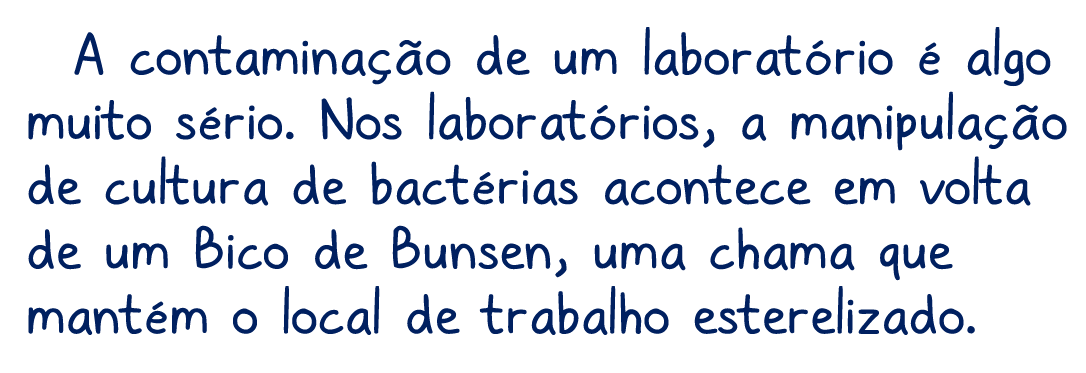 A contaminação de um laboratório é algo
muito sério. Nos laboratórios, a manipulação
de cultura de bactérias acontece em volta
de um Bico de Bunsen, uma chama que
mantém o local de trabalho esterelizado.